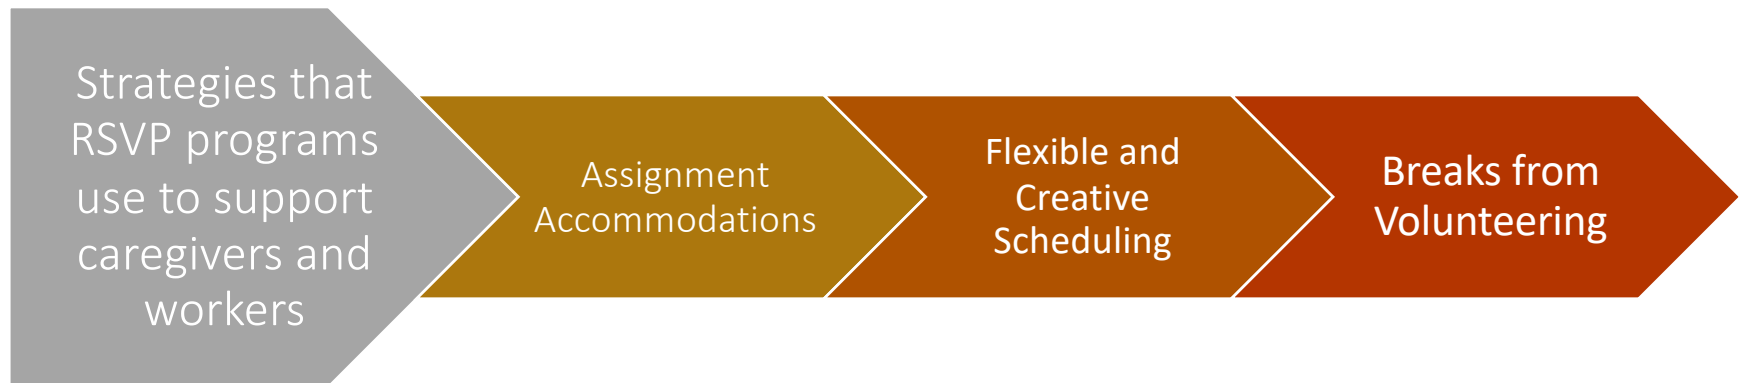 Strategies that
RSVP programs
use to support
caregivers and
workers
Assignment
Accommodations
Flexible and
Creative
Scheduling
Breaks from
Volunteering